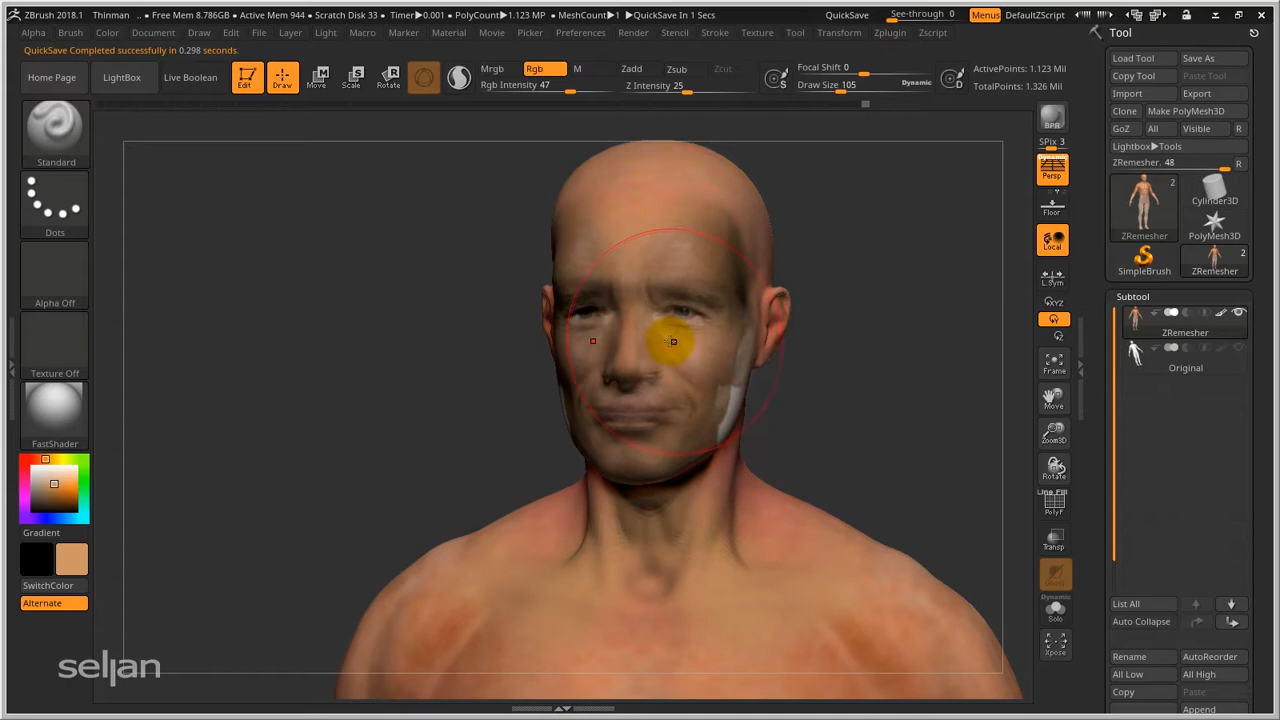 ZBrush 2018.1 Thinman • Free Mem 8.786GB • Active Mem 944 • Scratch Disk 33 • Timer▶0.001 • PolyCount▶1.123 MP • MeshCount▶1 ▶QuickSave In 1 Secs QuickSave See-through 0 Menus DefaultZScript
Alpha Brush Color Document Draw Edit File Layer Light Macro Marker Material Movie Picker Preferences Render Stencil Stroke Texture Tool Transform Zplugin Zscript
QuickSave Completed successfully in 0.298 seconds.
Home Page LightBox Live Boolean Edit Draw Move Scale Rotate
Mrgb Rgb M Zadd Zsub Zcut
Rgb Intensity 47 Z Intensity 25
Focal Shift 0
Draw Size 105 Dynamic
S
D
ActivePoints: 1.123 Mil
TotalPoints: 1.326 Mil
Standard
Dots
Alpha Off
Texture Off
FastShader
Gradient
SwitchColor
Alternate
seljan
BPR
SPix 3
Dynamic
Persp
Floor
Local
L.Sym
XYZ
Y
Frame
Move
Zoom3D
Rotate
Line Fill
PolyF
Transp
Ghost
Dynamic
Solo
Xpose
Tool
Load Tool Save As
Copy Tool Paste Tool
Import Export
Clone Make PolyMesh3D
GoZ All Visible R
Lightbox▶Tools
ZRemesher. 48 R
2
ZRemesher
Cylinder3D
PolyMesh3D
SimpleBrush
2
ZRemesher
Subtool
ZRemesher
Original
List All
Auto Collapse
Rename AutoReorder
All Low All High
Copy Paste
Append